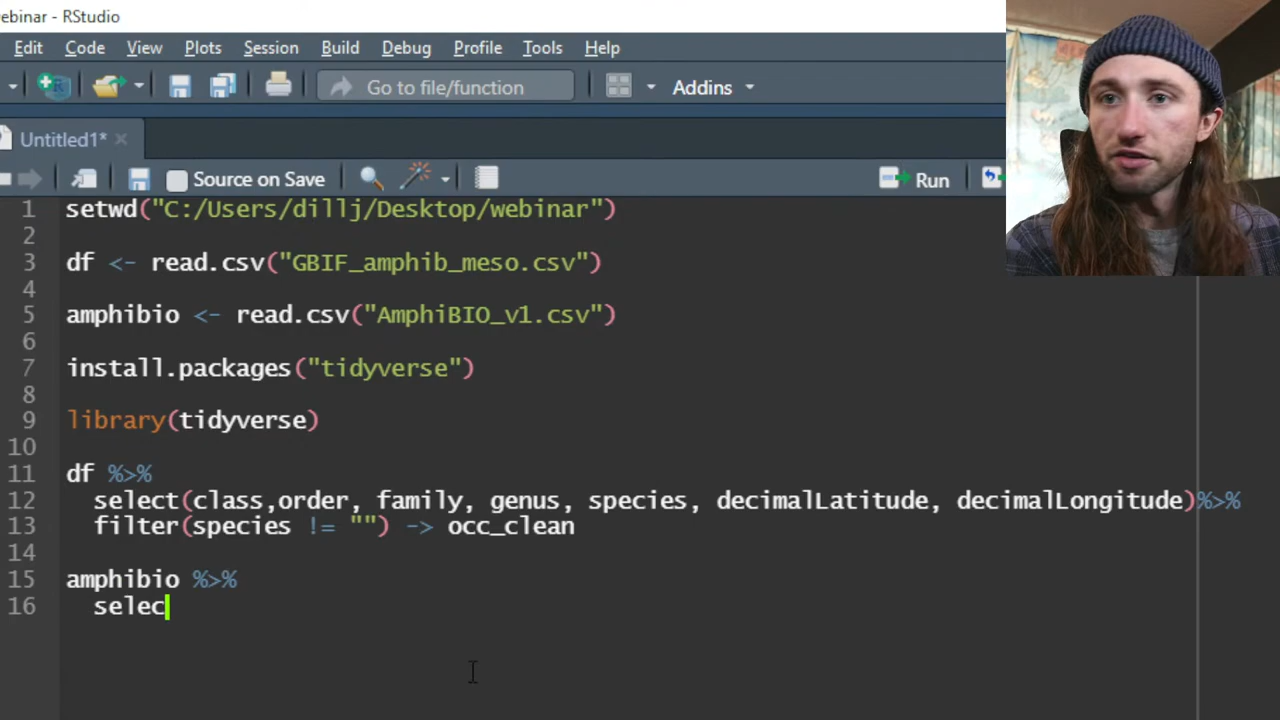 ebinar - RStudio
Edit Code View Plots Session Build Debug Profile Tools Help
Go to file/function Addins
Untitled1*
Source on Save Run
1 setwd("C:/Users/dillj/Desktop/webinar")
2
3 df <- read.csv("GBIF_amphib_meso.csv")
4
5 amphibio <- read.csv("AmphiBIO_v1.csv")
6
7 install.packages("tidyverse")
8
9 library(tidyverse)
10
11 df %>%
12 select(class,order, family, genus, species, decimalLatitude, decimalLongitude)%>%
13 filter(species != "") -> occ_clean
14
15 amphibio %>%
16 selec